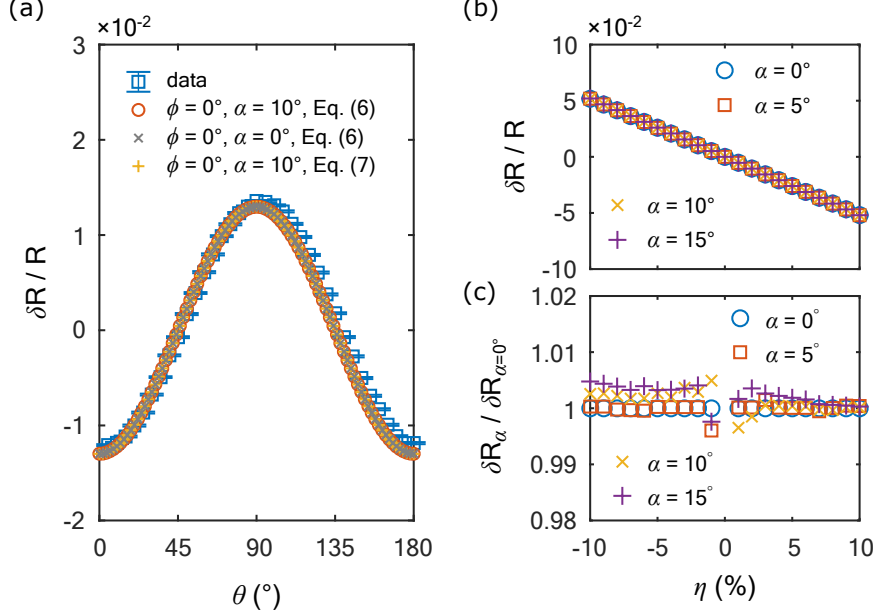 (a)
×10⁻²
3
2
1
0
-1
-2
0
45
90
135
180
δR / R
θ (°)
data
ϕ = 0°, α = 10°, Eq. (6)
ϕ = 0°, α = 0°, Eq. (6)
ϕ = 0°, α = 10°, Eq. (7)
(b)
×10⁻²
10
5
0
-5
-10
δR / R
α = 0°
α = 5°
α = 10°
α = 15°
(c)
1.02
1.01
1
0.99
0.98
δRα / δRα=0°
α = 0°
α = 5°
α = 10°
α = 15°
-10
-5
0
5
10
η (%)